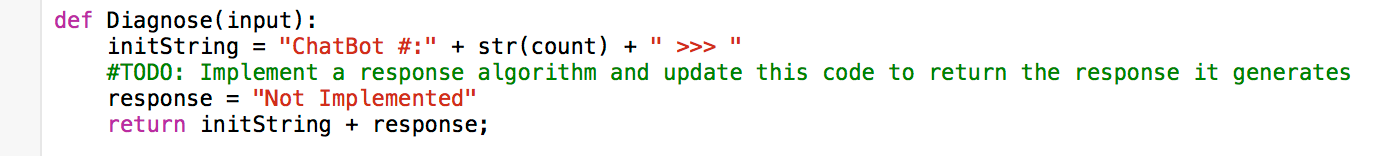 def Diagnose(input):
    initString = "ChatBot #:" + str(count) + " >>> "
    #TODO: Implement a response algorithm and update this code to return the response it generates
    response = "Not Implemented"
    return initString + response;